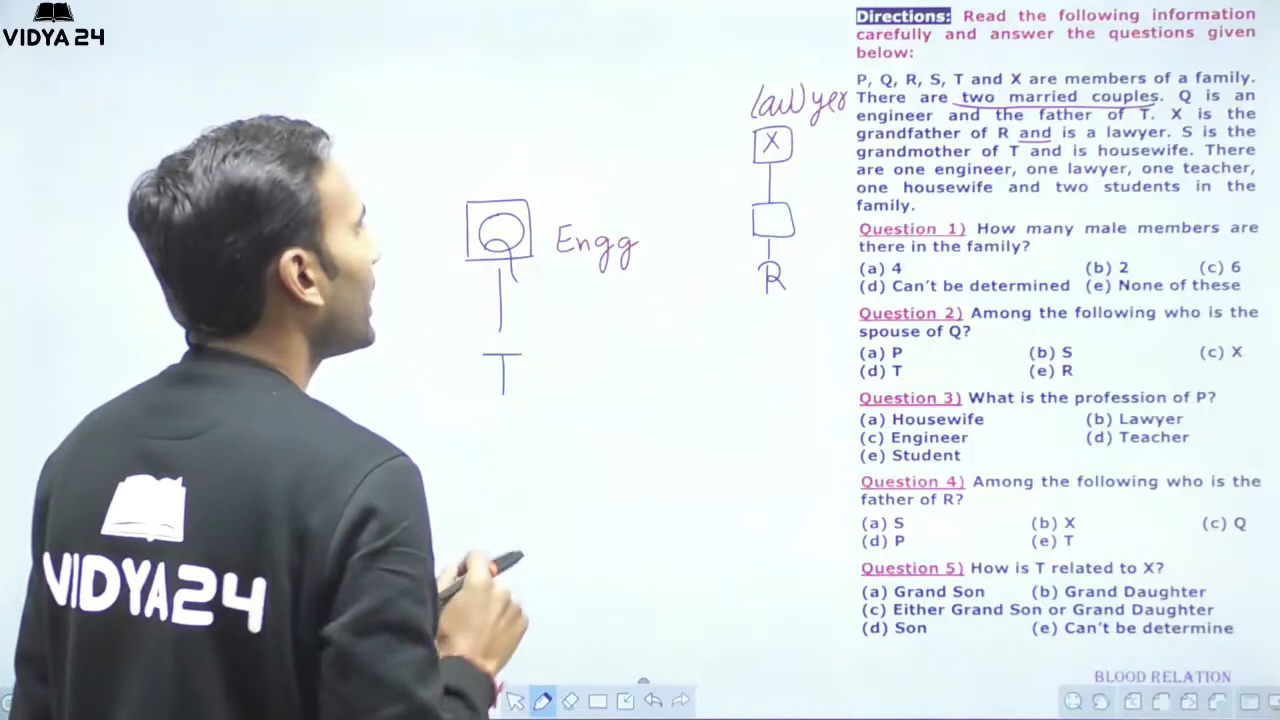 VIDYA 24
Directions: Read the following information
carefully and answer the questions given
below:
P, Q, R, S, T and X are members of a family.
There are two married couples. Q is an
engineer and the father of T. X is the
grandfather of R and is a lawyer. S is the
grandmother of T and is housewife. There
are one engineer, one lawyer, one teacher,
one housewife and two students in the
family.
Question 1) How many male members are
there in the family?
(a) 4 (b) 2 (c) 6
(d) Can't be determined (e) None of these
Question 2) Among the following who is the
spouse of Q?
(a) P (b) S (c) X
(d) T (e) R
Question 3) What is the profession of P?
(a) Housewife (b) Lawyer
(c) Engineer (d) Teacher
(e) Student
Question 4) Among the following who is the
father of R?
(a) S (b) X (c) Q
(d) P (e) T
Question 5) How is T related to X?
(a) Grand Son (b) Grand Daughter
(c) Either Grand Son or Grand Daughter
(d) Son (e) Can't be determine
BLOOD RELATION
lawyer
X
R
Q Engg
T
VIDYA24